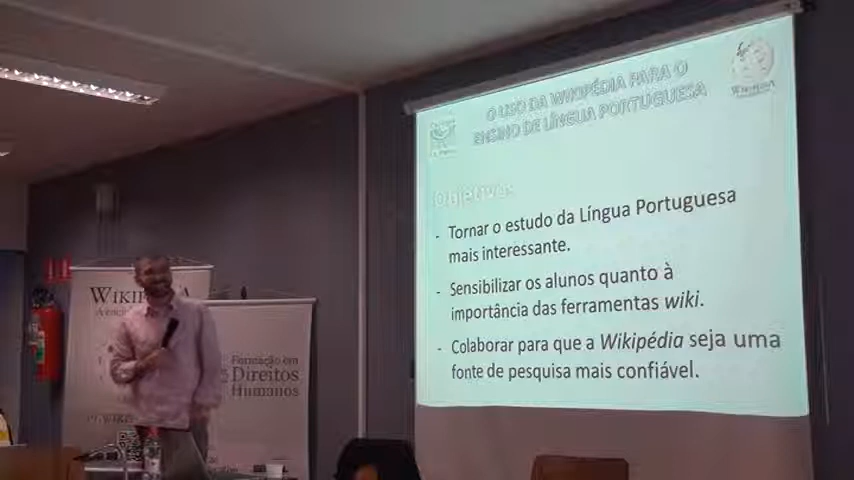 O USO DA WIKIPÉDIA PARA O
ENSINO DE LÍNGUA PORTUGUESA
WIKIPÉDIA
Objetivos
- Tornar o estudo da Língua Portuguesa
mais interessante.
- Sensibilizar os alunos quanto à
importância das ferramentas wiki.
- Colaborar para que a Wikipédia seja uma
fonte de pesquisa mais confiável.
Formação em
Direitos
Humanos